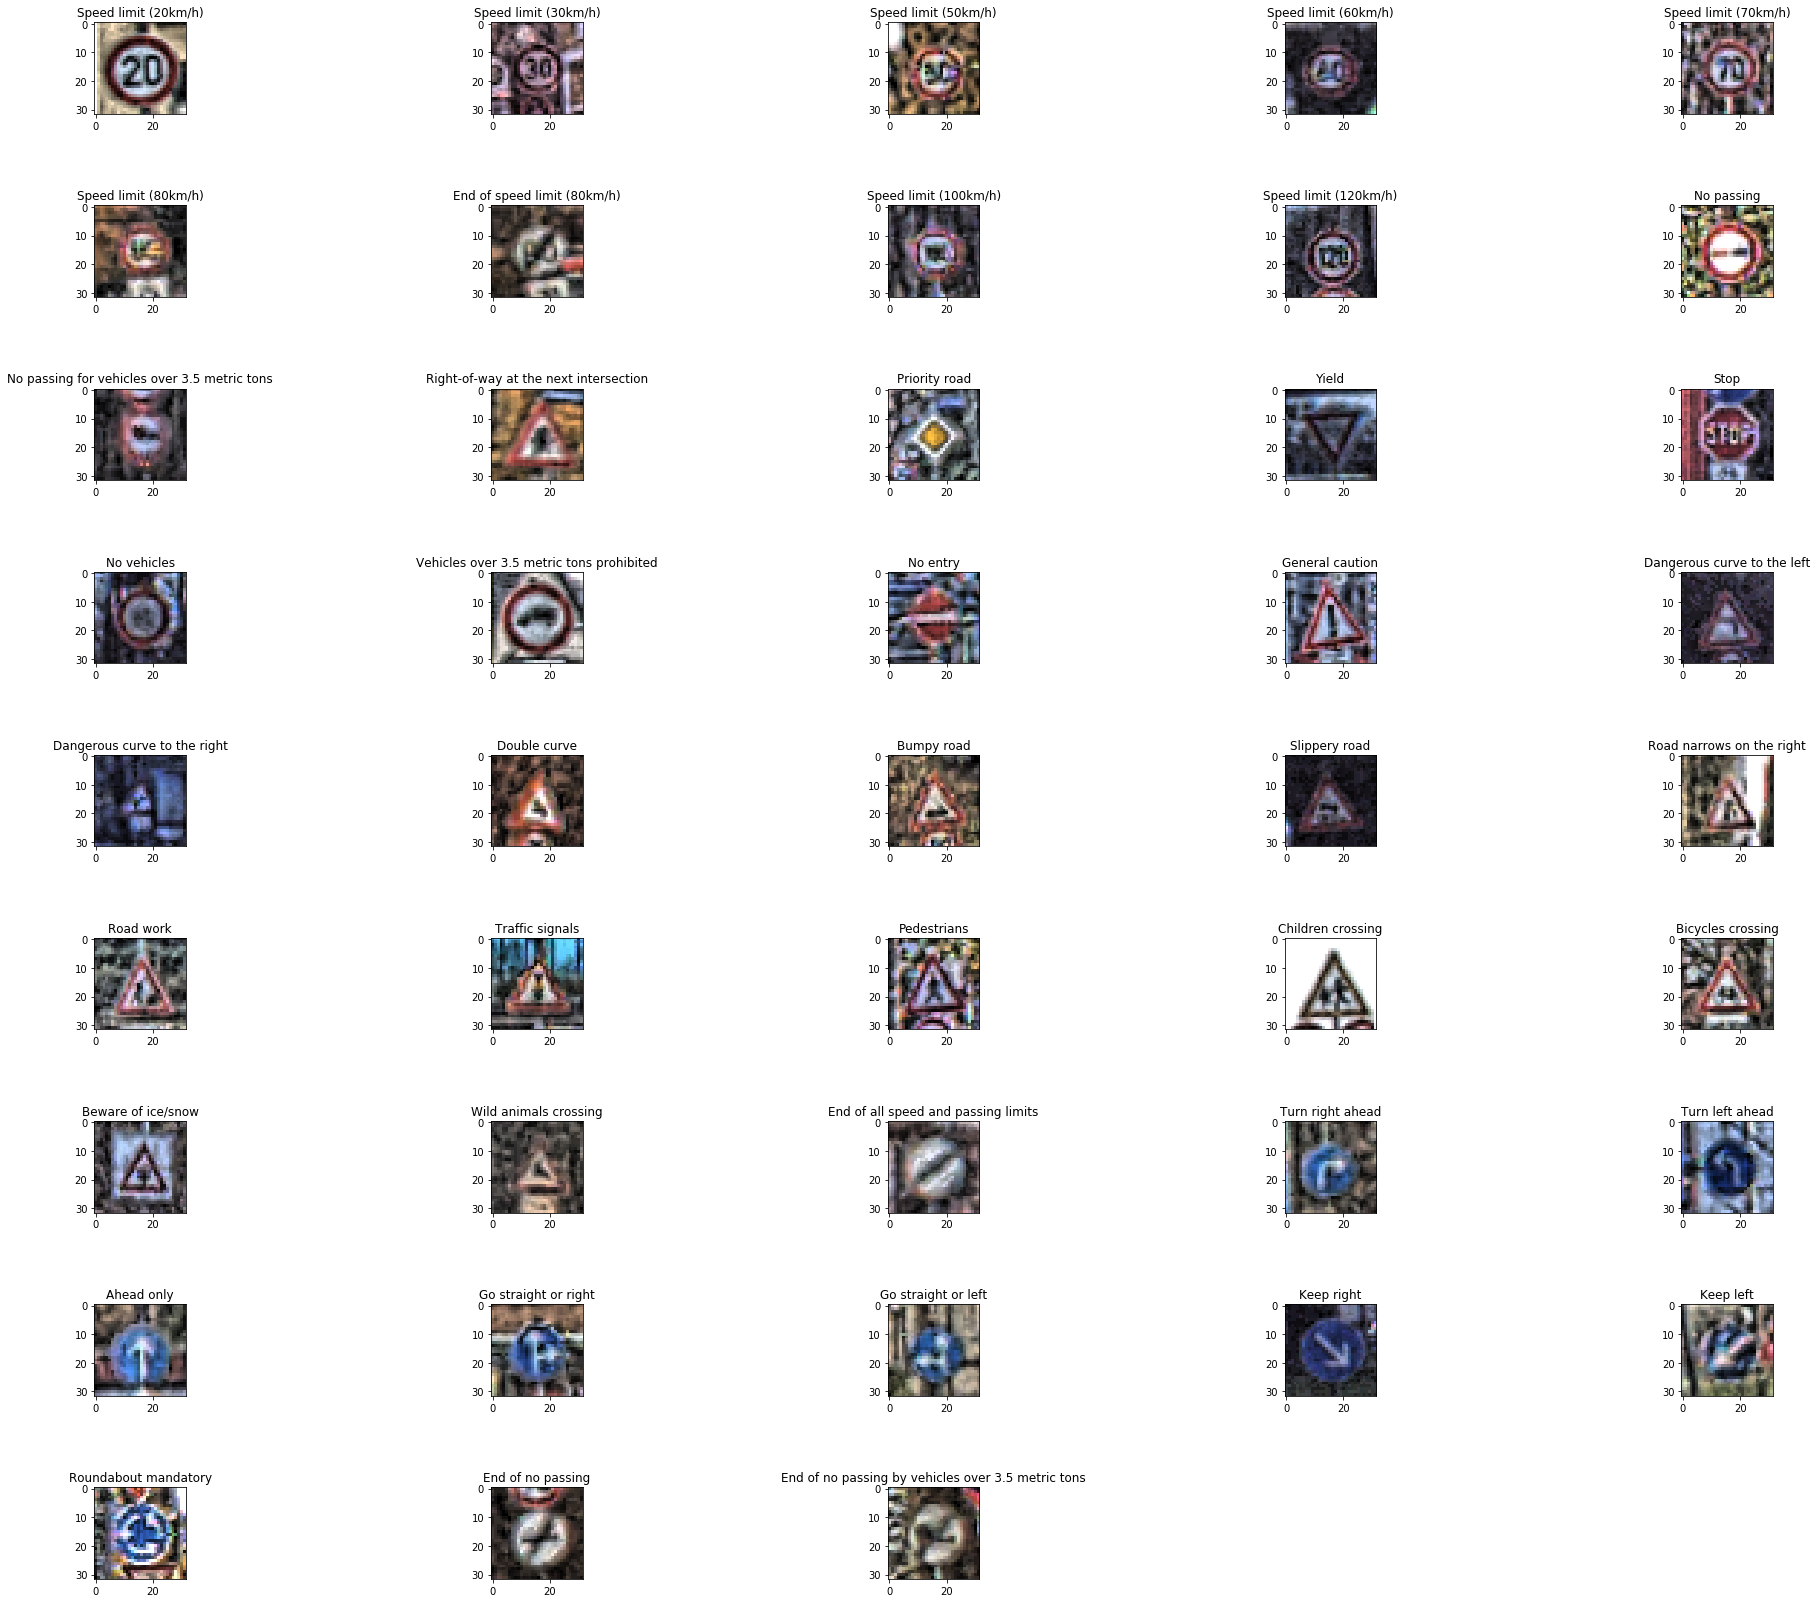 Speed limit (20km/h) Speed limit (30km/h) Speed limit (50km/h) Speed limit (60km/h) Speed limit (70km/h)
0 0 0 0 0
10 10 10 10 10
20 30 70
20 20 20 20 20
30 30 30 30 30
0 20 0 20 0 20 0 20 0 20
Speed limit (80km/h) End of speed limit (80km/h) Speed limit (100km/h) Speed limit (120km/h) No passing
0 0 0 0 0
10 10 10 10 10
20 20 20 20 20
30 30 30 30 30
0 20 0 20 0 20 0 20 0 20
No passing for vehicles over 3.5 metric tons Right-of-way at the next intersection Priority road Yield Stop
0 0 0 0 0
10 10 10 10 10
20 20 20 20 20
30 30 30 30 30
0 20 0 20 0 20 0 20 0 20
No vehicles Vehicles over 3.5 metric tons prohibited No entry General caution Dangerous curve to the left
0 0 0 0 0
10 10 10 10 10
20 20 20 20 20
30 30 30 30 30
0 20 0 20 0 20 0 20 0 20
Dangerous curve to the right Double curve Bumpy road Slippery road Road narrows on the right
0 0 0 0 0
10 10 10 10 10
20 20 20 20 20
30 30 30 30 30
0 20 0 20 0 20 0 20 0 20
Road work Traffic signals Pedestrians Children crossing Bicycles crossing
0 0 0 0 0
10 10 10 10 10
20 20 20 20 20
30 30 30 30 30
0 20 0 20 0 20 0 20 0 20
Beware of ice/snow Wild animals crossing End of all speed and passing limits Turn right ahead Turn left ahead
0 0 0 0 0
10 10 10 10 10
20 20 20 20 20
30 30 30 30 30
0 20 0 20 0 20 0 20 0 20
Ahead only Go straight or right Go straight or left Keep right Keep left
0 0 0 0 0
10 10 10 10 10
20 20 20 20 20
30 30 30 30 30
0 20 0 20 0 20 0 20 0 20
Roundabout mandatory End of no passing End of no passing by vehicles over 3.5 metric tons
0 0 0
10 10 10
20 20 20
30 30 30
0 20 0 20 0 20